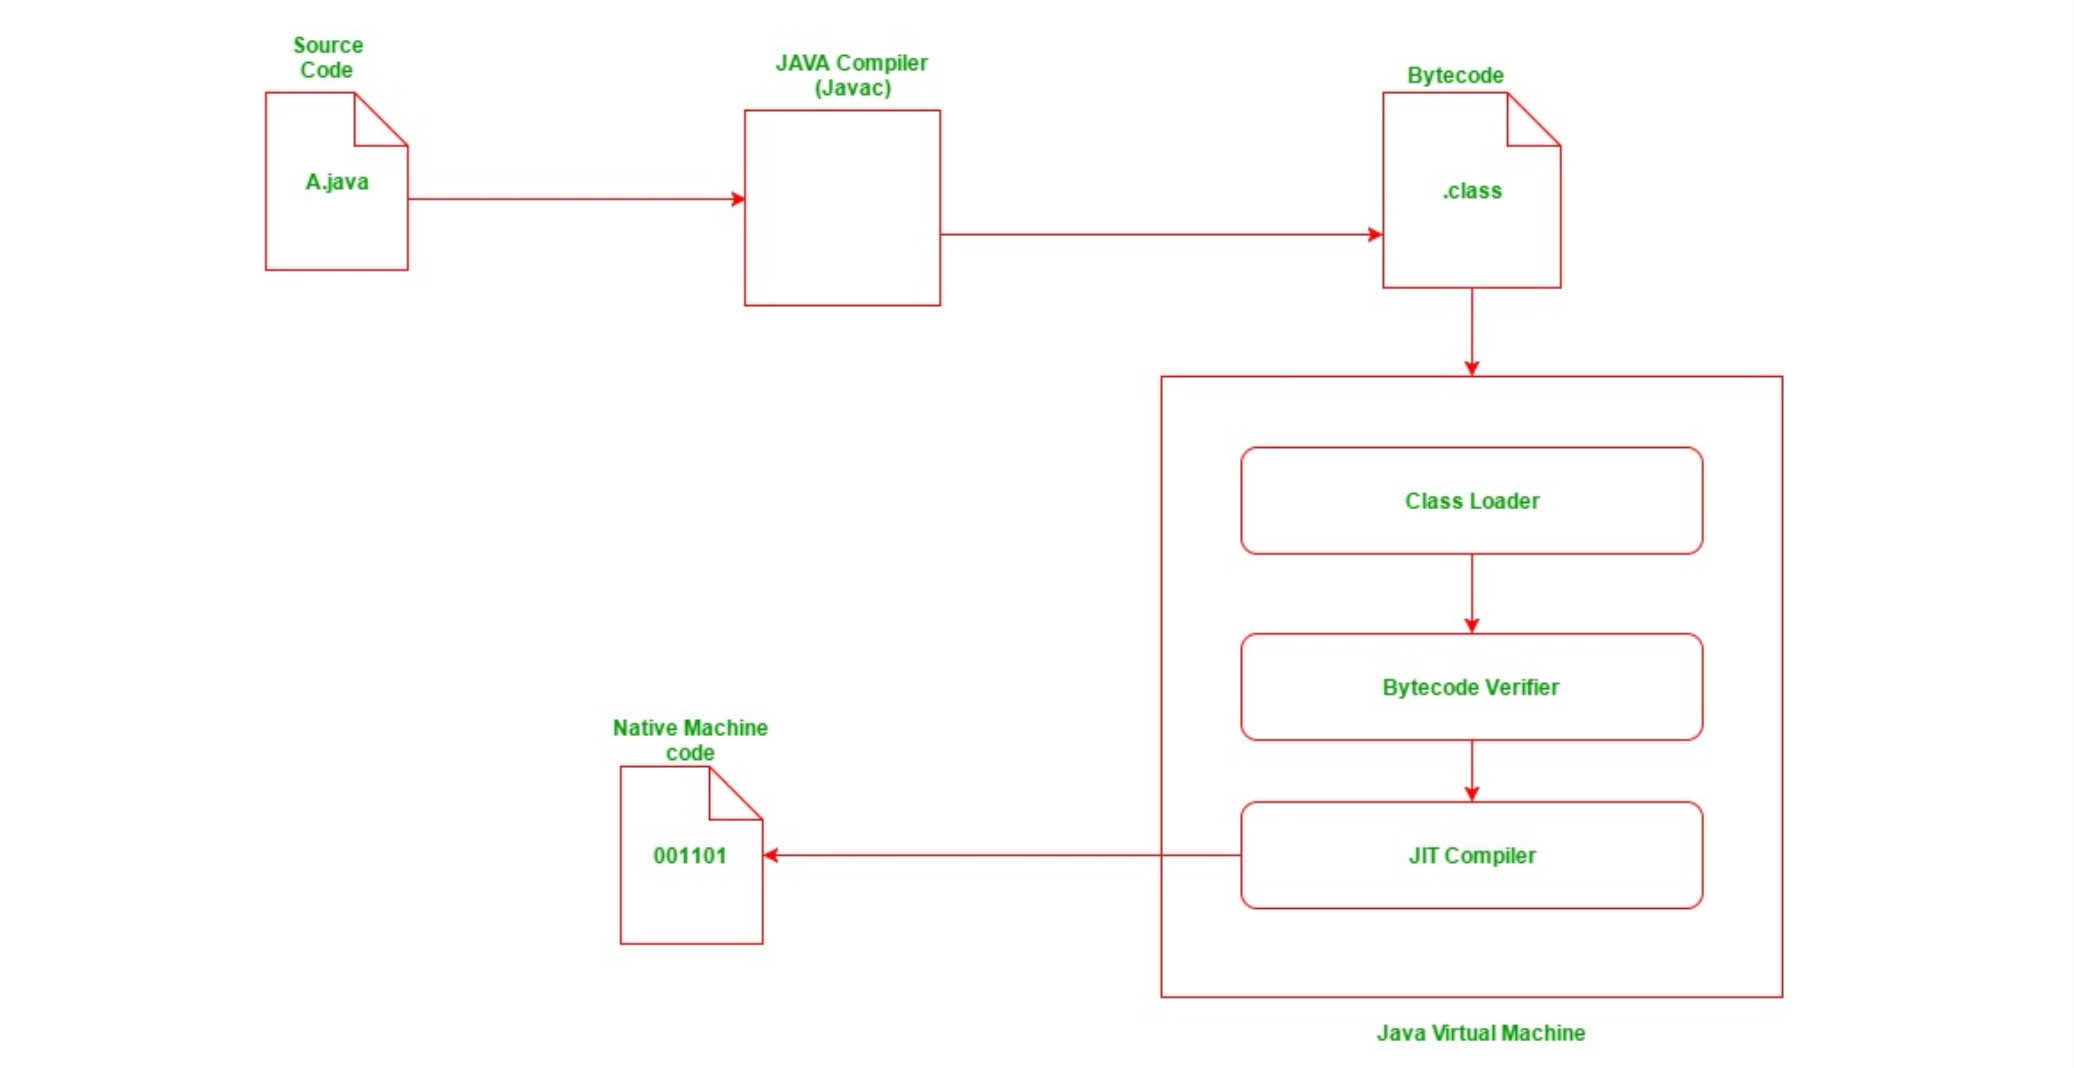 Source
Code
A.java
JAVA Compiler
(Javac)
Bytecode
.class
Class Loader
Bytecode Verifier
JIT Compiler
Java Virtual Machine
Native Machine
code
001101